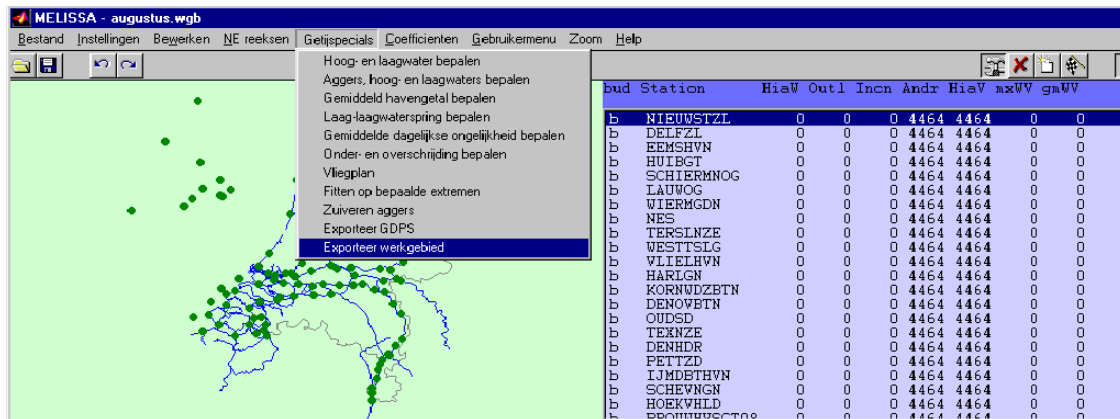 MELISSA - augustus.wgb
Bestand Instellingen Bewerken NE reeksen Getijspecials Coefficienten Gebruikermenu Zoom Help
Hoog- en laagwater bepalen
Aggers, hoog- en laagwaters bepalen
Gemiddeld havengetal bepalen
Laag-laagwaterspring bepalen
Gemiddelde dagelijkse ongelijkheid bepalen
Onder- en overschrijding bepalen
Vliegplan
Fitten op bepaalde extremen
Zuiveren aggers
Exporteer GDPS
Exporteer werkgebied
bud Station HiaW Outl Incn Andr HiaV mxWV gmWV
b NIEUWSTZL 0 0 0 4464 4464 0 0
b DELFZL 0 0 0 4464 4464 0 0
b EEMSHVN 0 0 0 4464 4464 0 0
b HUIBGT 0 0 0 4464 4464 0 0
b SCHIERMNOG 0 0 0 4464 4464 0 0
b LAUWOG 0 0 0 4464 4464 0 0
b WIERMGDN 0 0 0 4464 4464 0 0
b NES 0 0 0 4464 4464 0 0
b TERSLNZE 0 0 0 4464 4464 0 0
b WESTTSLG 0 0 0 4464 4464 0 0
b VLIELHVN 0 0 0 4464 4464 0 0
b HARLGN 0 0 0 4464 4464 0 0
b KORNWDZBTN 0 0 0 4464 4464 0 0
b DENOVBTN 0 0 0 4464 4464 0 0
b OUDSD 0 0 0 4464 4464 0 0
b TEXNZE 0 0 0 4464 4464 0 0
b DENHDR 0 0 0 4464 4464 0 0
b PETTZD 0 0 0 4464 4464 0 0
b IJMDBTHVN 0 0 0 4464 4464 0 0
b SCHEVNGN 0 0 0 4464 4464 0 0
b HOEKVHLD 0 0 0 4464 4464 0 0